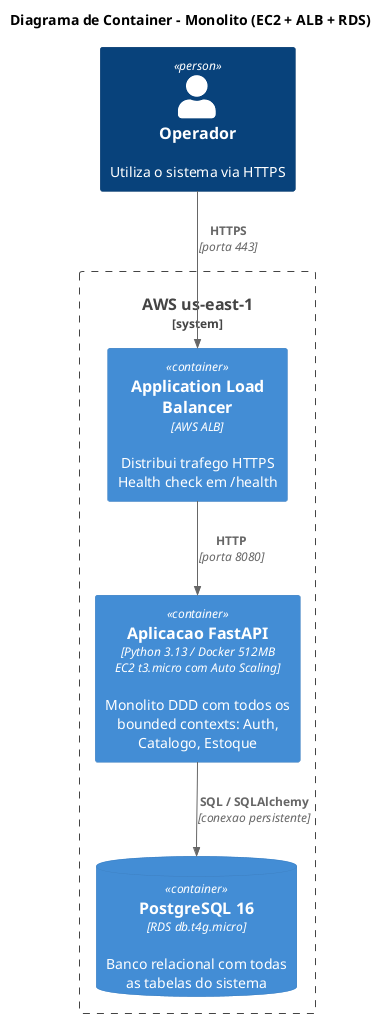 Diagrama de Container - Monolito (EC2 + ALB + RDS)
«person»
Operador
Utiliza o sistema via HTTPS
HTTPS
[porta 443]
AWS us-east-1
[system]
«container»
Application Load
Balancer
[AWS ALB]
Distribui trafego HTTPS
Health check em /health
HTTP
[porta 8080]
«container»
Aplicacao FastAPI
[Python 3.13 / Docker 512MB
EC2 t3.micro com Auto Scaling]
Monolito DDD com todos os
bounded contexts: Auth,
Catalogo, Estoque
SQL / SQLAlchemy
[conexao persistente]
«container»
PostgreSQL 16
[RDS db.t4g.micro]
Banco relacional com todas
as tabelas do sistema